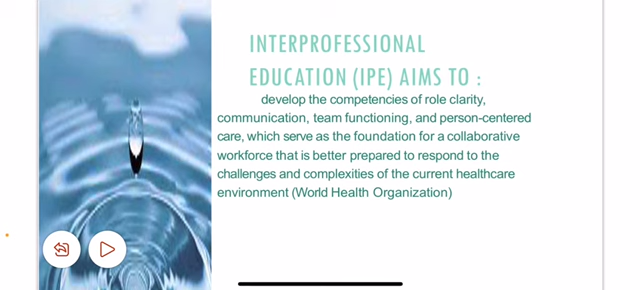 INTERPROFESSIONAL
EDUCATION (IPE) AIMS TO :
develop the competencies of role clarity,
communication, team functioning, and person-centered
care, which serve as the foundation for a collaborative
workforce that is better prepared to respond to the
challenges and complexities of the current healthcare
environment (World Health Organization)